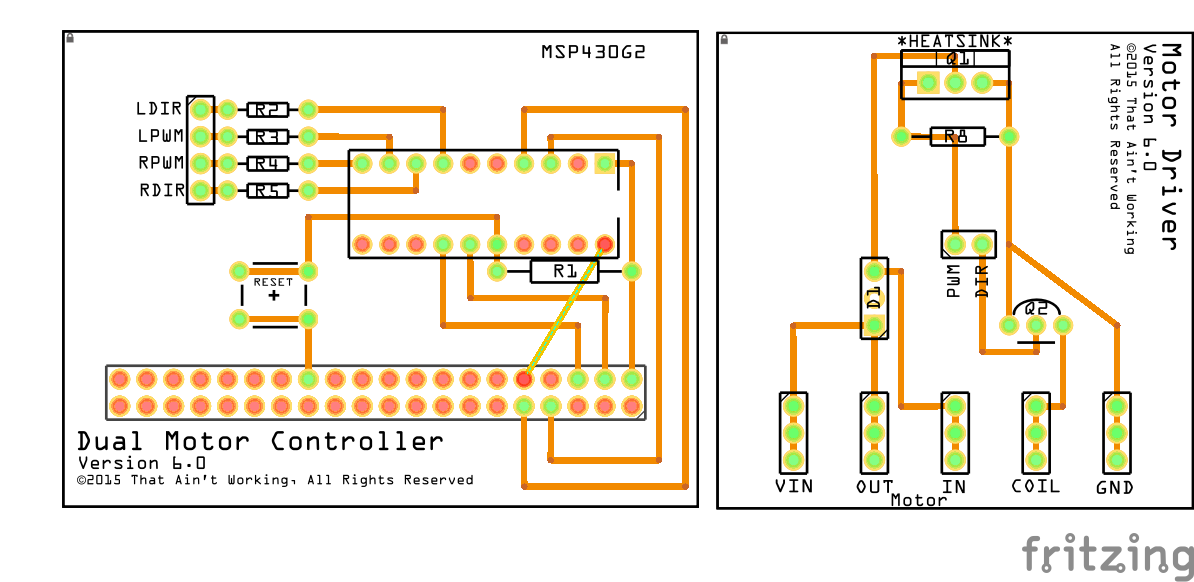 MSP430G2
LDIR
R2
LPWM
R3
RPWM
R4
RDIR
R5
R1
RESET
+
Dual Motor Controller
Version 6.0
©2015 That Ain't Working, All Rights Reserved
*HEATSINK*
Q1
R8
Motor Driver
Version 6.0
©2015 That Ain't Working
All Rights Reserved
PWM
DIR
D1
Q2
VIN
OUT
IN
COIL
GND
Motor
fritzing